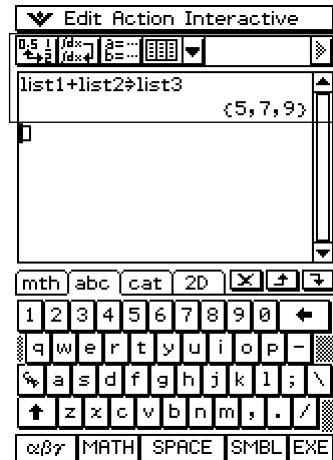 Edit Action Interactive
list1+list2⇒list3
{5,7,9}
mth abc cat 2D
1 2 3 4 5 6 7 8 9 0
q w e r t y u i o p -
a s d f g h j k l ; \
z x c v b n m , . /
αβγ MATH SPACE SMBL EXE